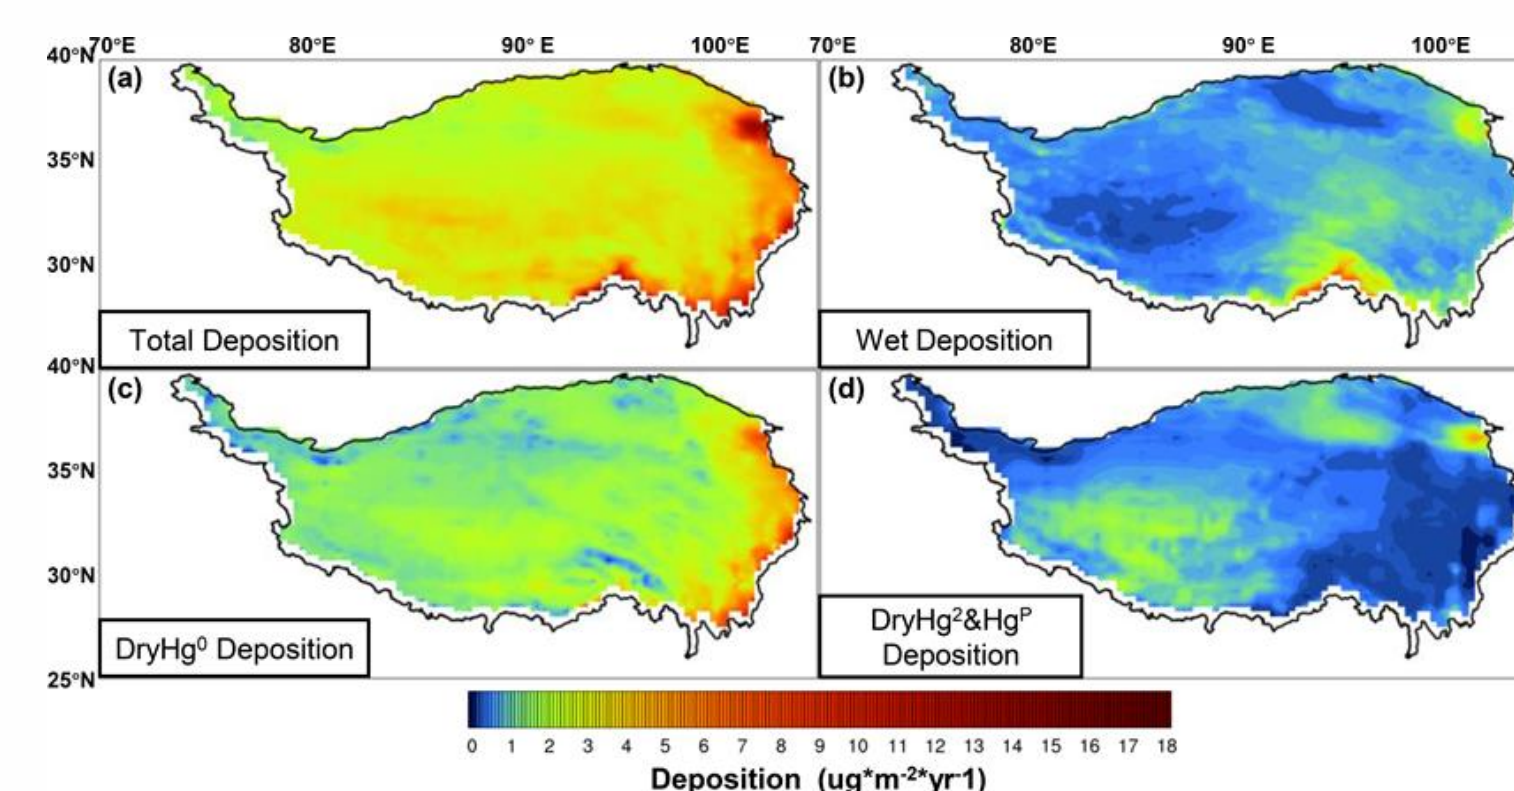 70°E 80°E 90° E 100°E 70°E 80°E 90° E 100°E
40°N
(a) (b)
35°N
30°N
Total Deposition Wet Deposition
40°N
(c) (d)
35°N
30°N
DryHg⁰ Deposition DryHg²&Hgᴾ
Deposition
25°N
0 1 2 3 4 5 6 7 8 9 10 11 12 13 14 15 16 17 18
Deposition (ug*m⁻²*yr⁻1)